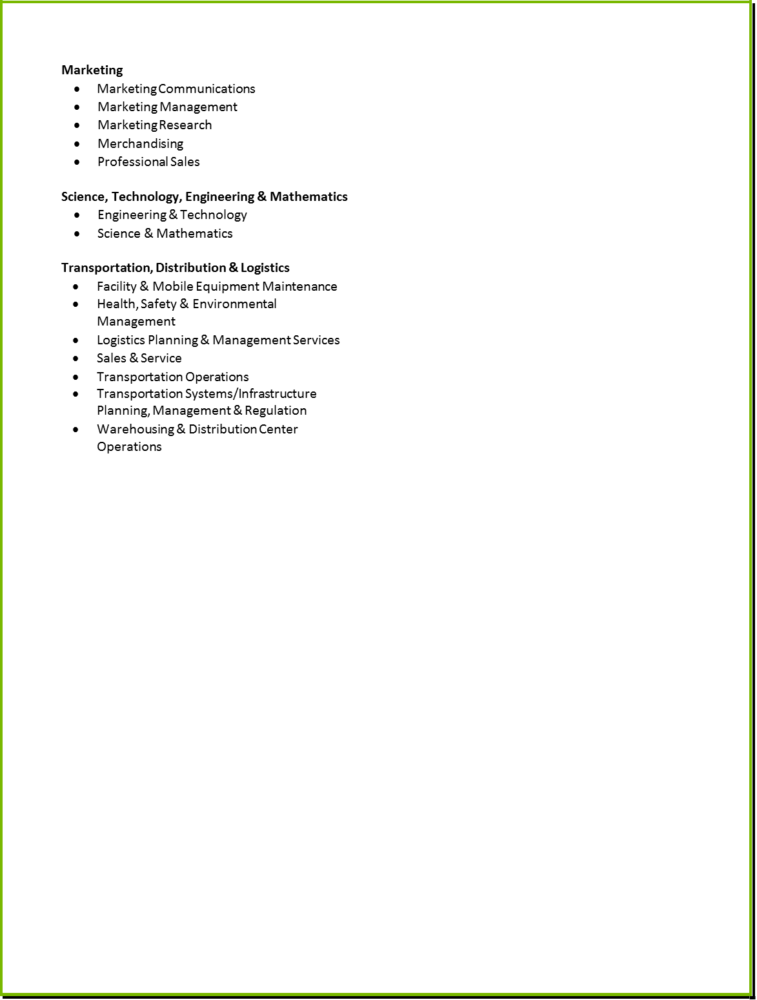 Marketing
• Marketing Communications
• Marketing Management
• Marketing Research
• Merchandising
• Professional Sales
Science, Technology, Engineering & Mathematics
• Engineering & Technology
• Science & Mathematics
Transportation, Distribution & Logistics
• Facility & Mobile Equipment Maintenance
• Health, Safety & Environmental
Management
• Logistics Planning & Management Services
• Sales & Service
• Transportation Operations
• Transportation Systems/Infrastructure
Planning, Management & Regulation
• Warehousing & Distribution Center
Operations